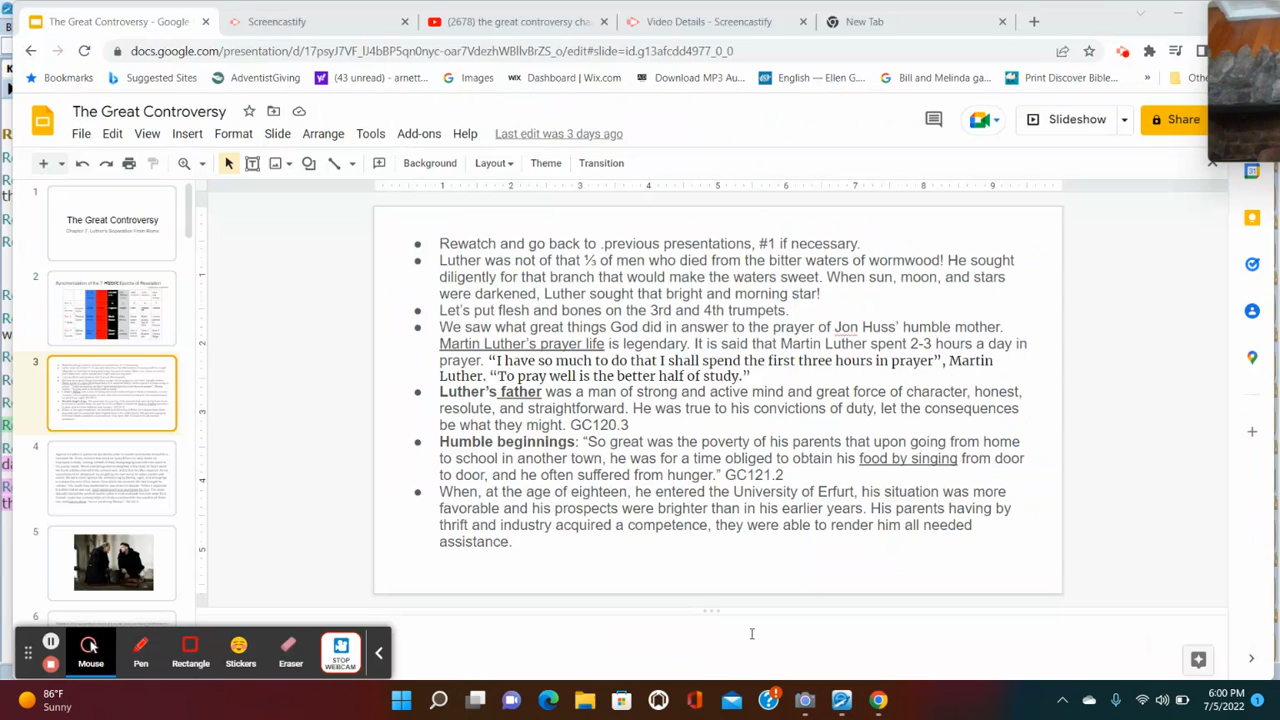 The Great Controversy - Google
Screencastify
(2678) the great controversy cha
Video Details_Screencastify
New Tab
docs.google.com/presentation/d/17psyJ7VF_IJ4bBP5qn0nyc-oar7VdezhWBllvBrZS_o/edit#slide=id.g13afcdd4977_0_0
Bookmarks
Suggested Sites
AdventistGiving
(43 unread) - arnett...
Images
Dashboard | Wix.com
Download MP3 Au...
English — Ellen G...
Bill and Melinda ga...
Print Discover Bible...
»
The Great Controversy
File Edit View Insert Format Slide Arrange Tools Add-ons Help Last edit was 3 days ago
Slideshow
Share
Background Layout Theme Transition
1 2 3 4 5 6 7 8 9
1
The Great Controversy
Chapter 7. Luther's Separation From Rome
2
3
4
5
6
● Rewatch and go back to .previous presentations, #1 if necessary.
● Luther was not of that ⅓ of men who died from the bitter waters of wormwood! He sought
diligently for that branch that would make the waters sweet. When sun, moon, and stars
were darkened, Luther sought that bright and morning star!
● Let's put flesh and bones on the 3rd and 4th trumpets.
● We saw what great things God did in answer to the prayer of Jon Huss' humble mother.
Martin Luther's prayer life is legendary. It is said that Martin Luther spent 2-3 hours a day in
prayer. “I have so much to do that I shall spend the first three hours in prayer”. Martin
Luther. “To pray well is the better half of study.”
● Luther's father was a man of strong and active mind and great force of character, honest,
resolute, and straightforward. He was true to his convictions of duty, let the consequences
be what they might. GC120.3
● Humble beginnings: “So great was the poverty of his parents that upon going from home
to school in another town, he was for a time obliged to obtain his food by singing from door
to door, and he often suffered from hunger.” GC121.2
● When, at the age of eighteen, he entered the University of Erfurt, his situation was more
favorable and his prospects were brighter than in his earlier years. His parents having by
thrift and industry acquired a competence, they were able to render him all needed
assistance.
Mouse
Pen
Rectangle
Stickers
Eraser
STOP
WEBCAM
86°F
Sunny
6:00 PM
7/5/2022